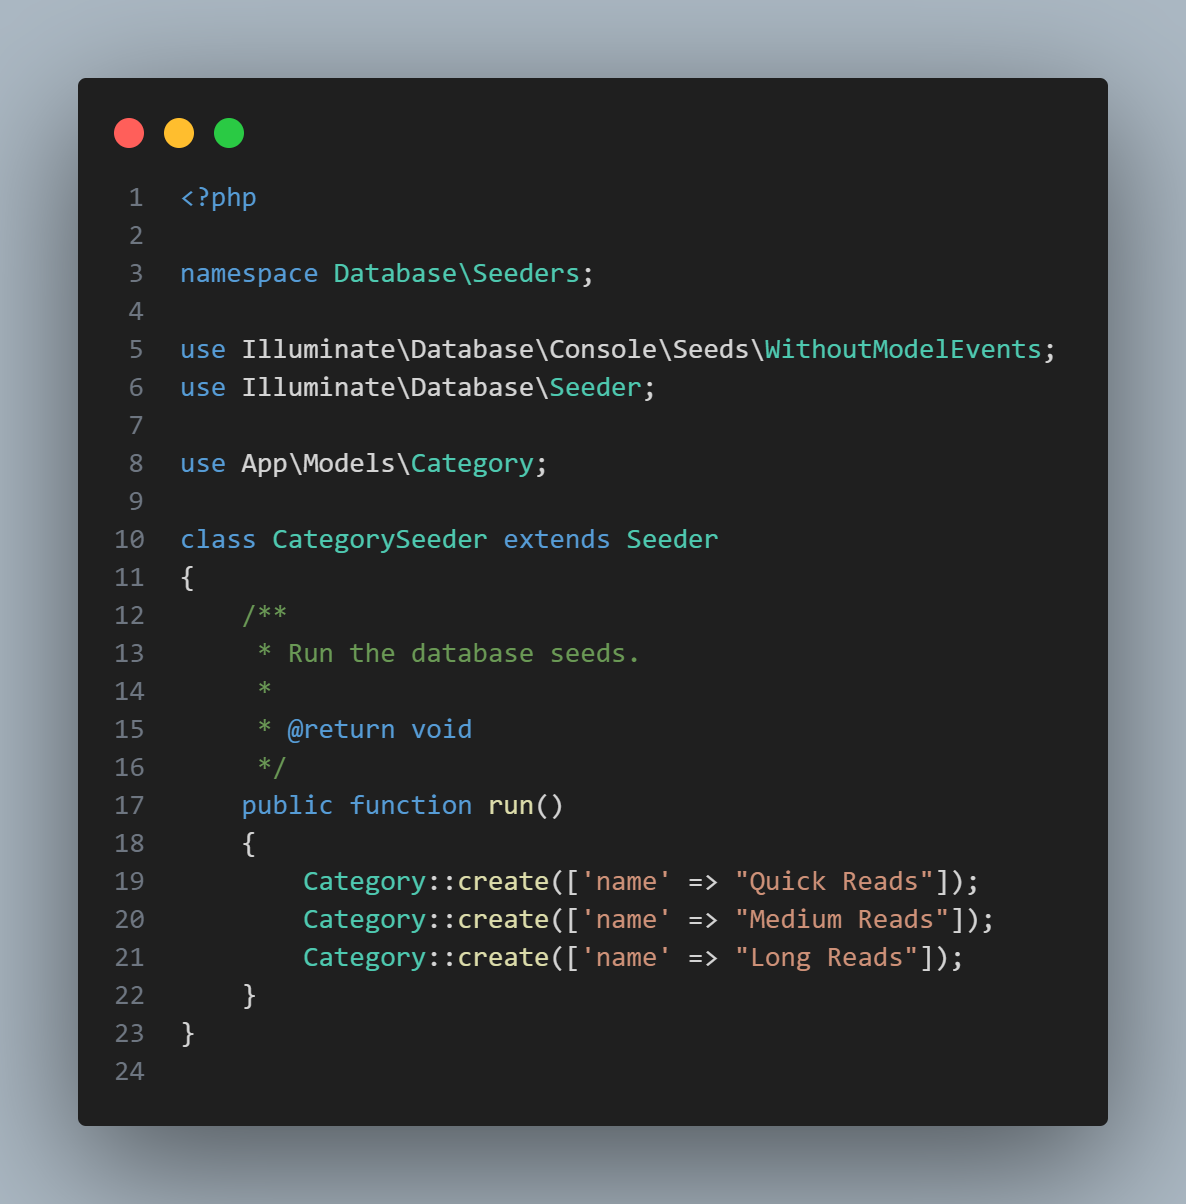 1 <?php
2
3 namespace Database\Seeders;
4
5 use Illuminate\Database\Console\Seeds\WithoutModelEvents;
6 use Illuminate\Database\Seeder;
7
8 use App\Models\Category;
9
10 class CategorySeeder extends Seeder
11 {
12     /**
13      * Run the database seeds.
14      *
15      * @return void
16      */
17     public function run()
18     {
19         Category::create(['name' => "Quick Reads"]);
20         Category::create(['name' => "Medium Reads"]);
21         Category::create(['name' => "Long Reads"]);
22     }
23 }
24